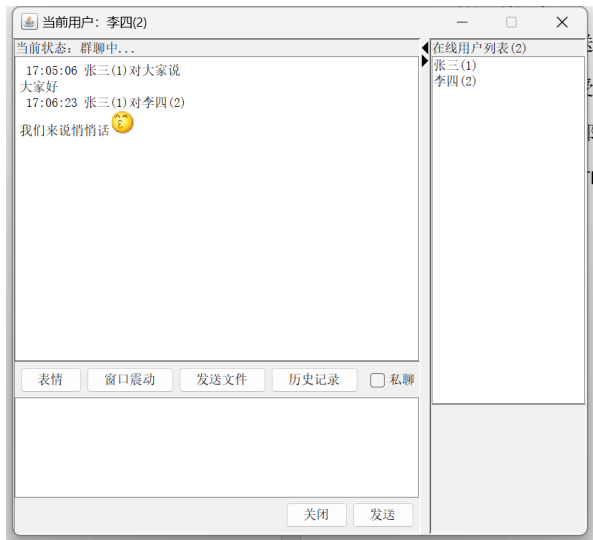 当前用户：李四(2)
当前状态：群聊中...
17:05:06 张三(1)对大家说
大家好
17:06:23 张三(1)对李四(2)
我们来说悄悄话
表情
窗口震动
发送文件
历史记录
私聊
关闭
发送
在线用户列表(2)
张三(1)
李四(2)